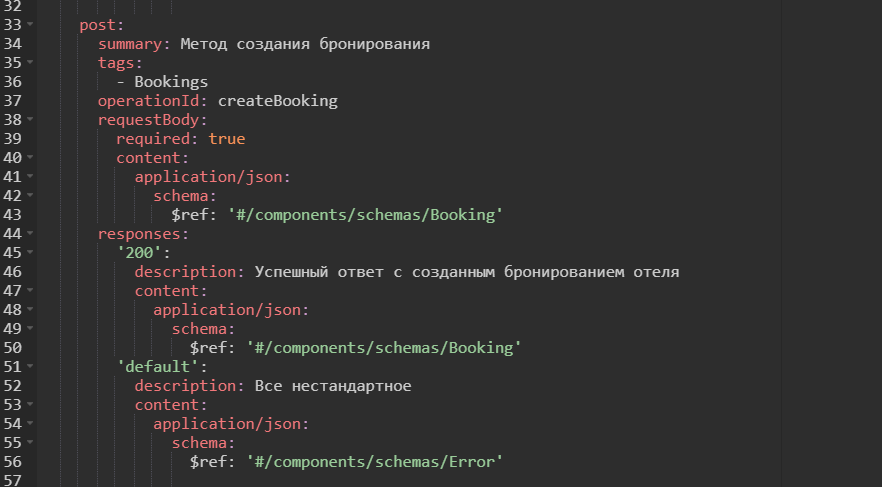 32
33 post:
34 summary: Метод создания бронирования
35 tags:
36 - Bookings
37 operationId: createBooking
38 requestBody:
39 required: true
40 content:
41 application/json:
42 schema:
43 $ref: '#/components/schemas/Booking'
44 responses:
45 '200':
46 description: Успешный ответ с созданным бронированием отеля
47 content:
48 application/json:
49 schema:
50 $ref: '#/components/schemas/Booking'
51 'default':
52 description: Все нестандартное
53 content:
54 application/json:
55 schema:
56 $ref: '#/components/schemas/Error'
57